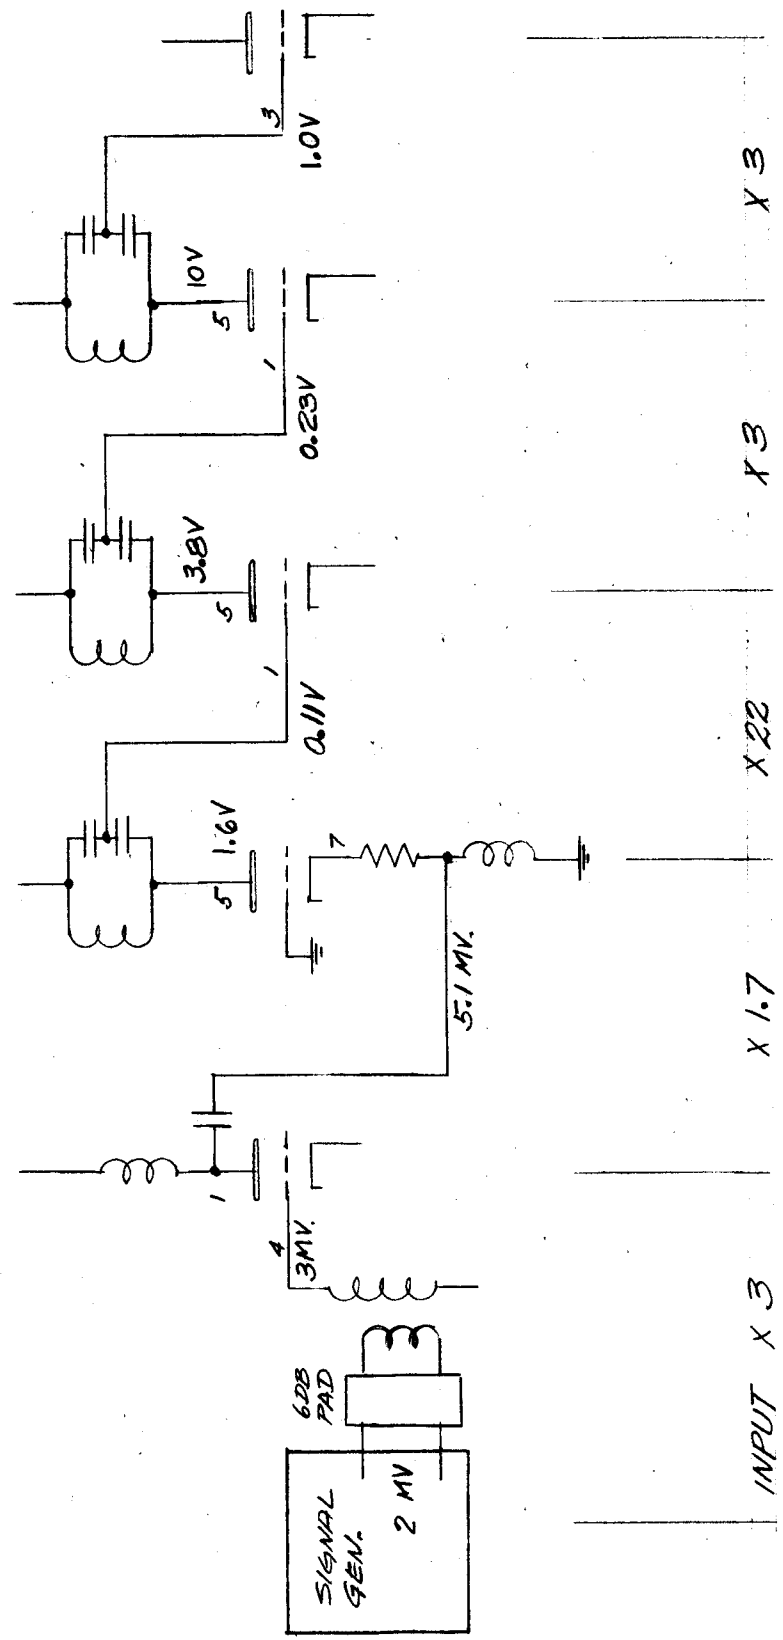 SIGNAL
GEN.
2 MV
6DB
PAD
4
3MV.
1
5.1 MV.
7
5
1.6V
0.11V
1
5
3.8V
0.23V
1
5
10V
1.0V
3
INPUT X 3
X 1.7
X 22
X 3
X 3